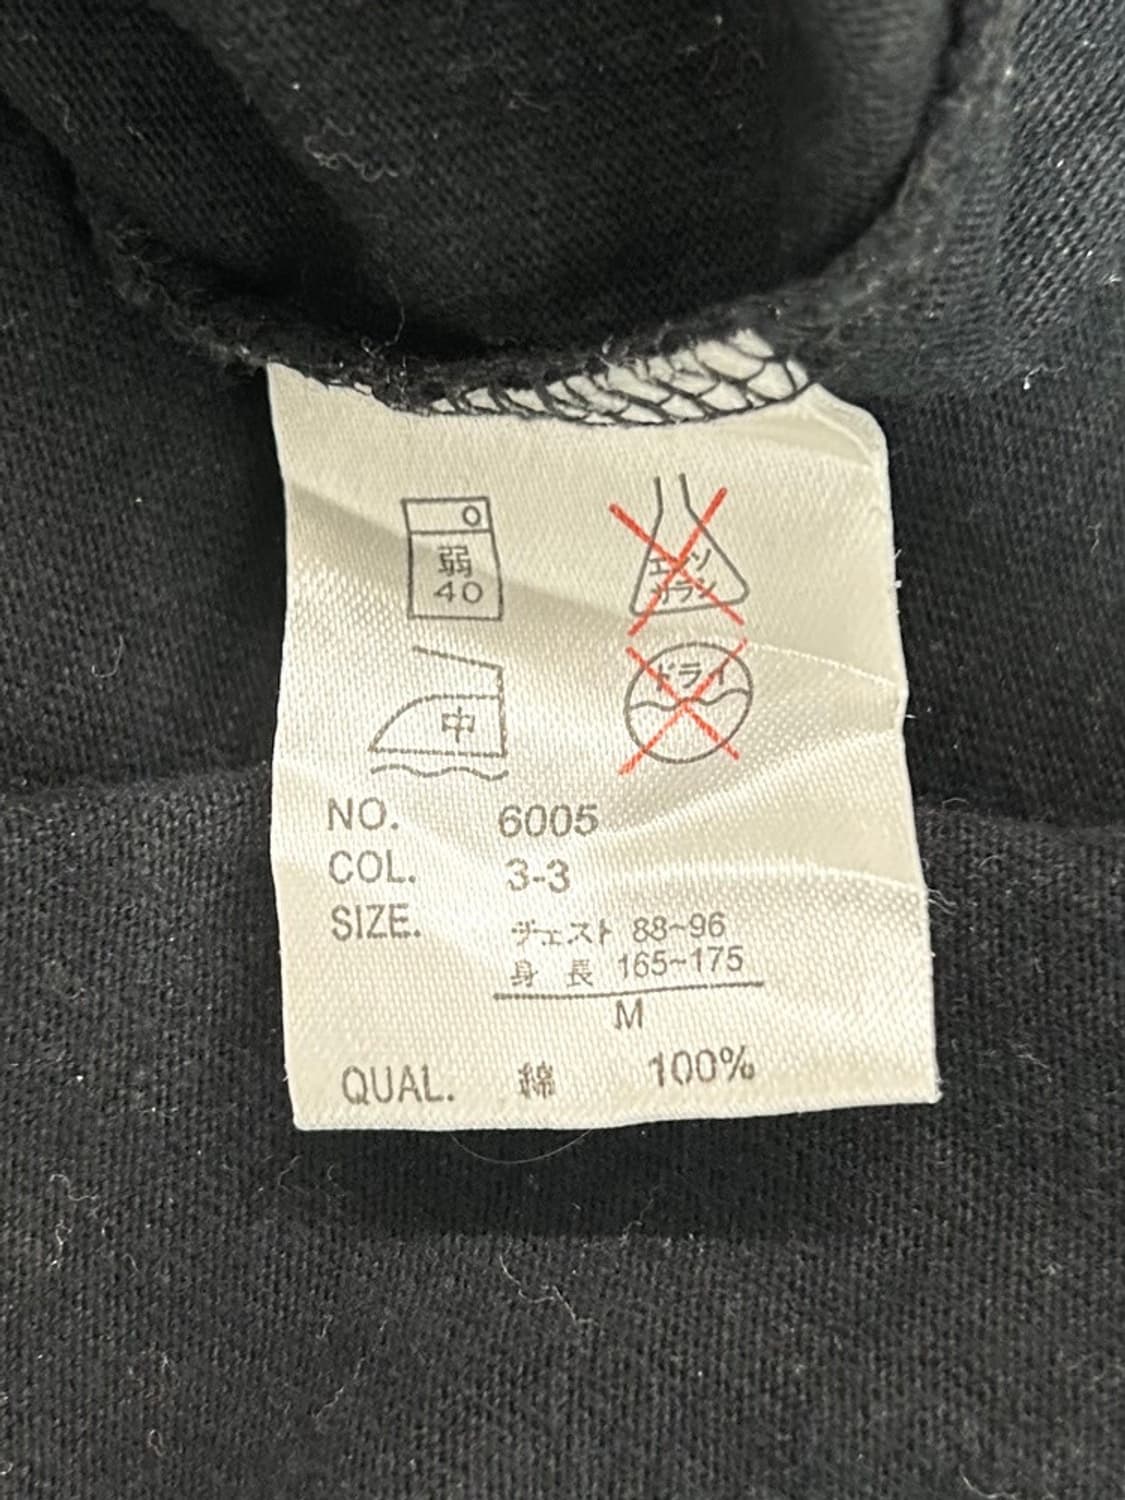 弱
40
エンソ
サラシ
中
ドライ
NO. 6005
COL. 3-3
SIZE. チェスト 88~96
身長 165~175
M
QUAL. 綿 100%